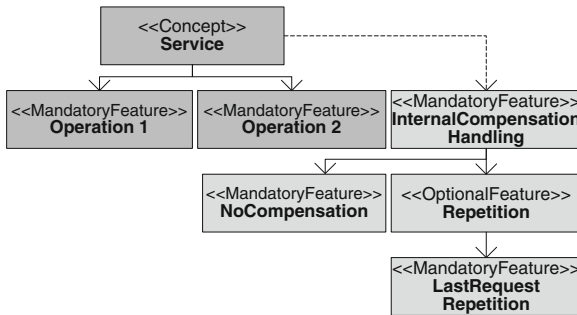 <<Concept>>
Service
<<MandatoryFeature>>
Operation 1
<<MandatoryFeature>>
Operation 2
<<MandatoryFeature>>
InternalCompensation
Handling
<<MandatoryFeature>>
NoCompensation
<<OptionalFeature>>
Repetition
<<MandatoryFeature>>
LastRequest
Repetition